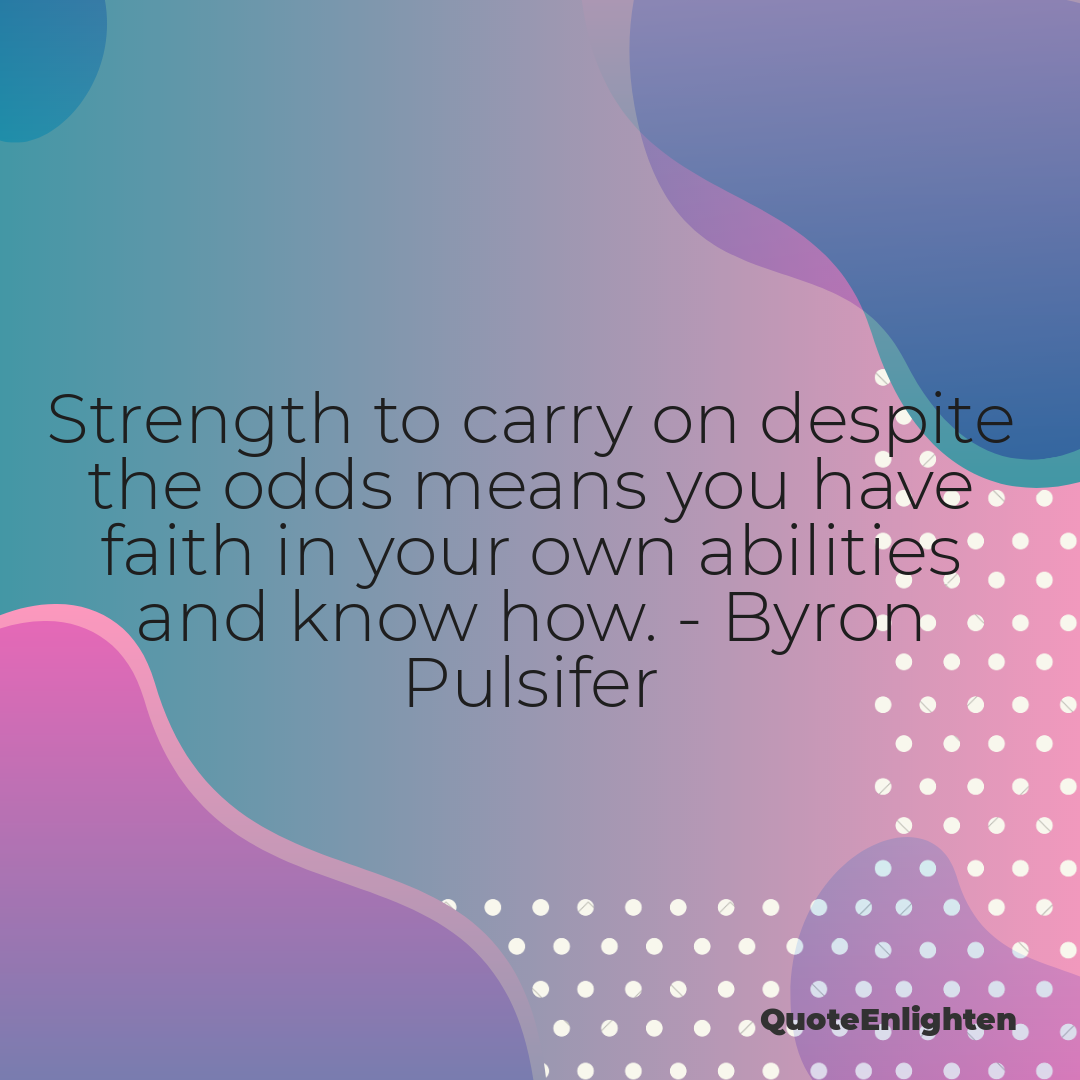 Strength to carry on despite
the odds means you have
faith in your own abilities
and know how. - Byron
Pulsifer
QuoteEnlighten